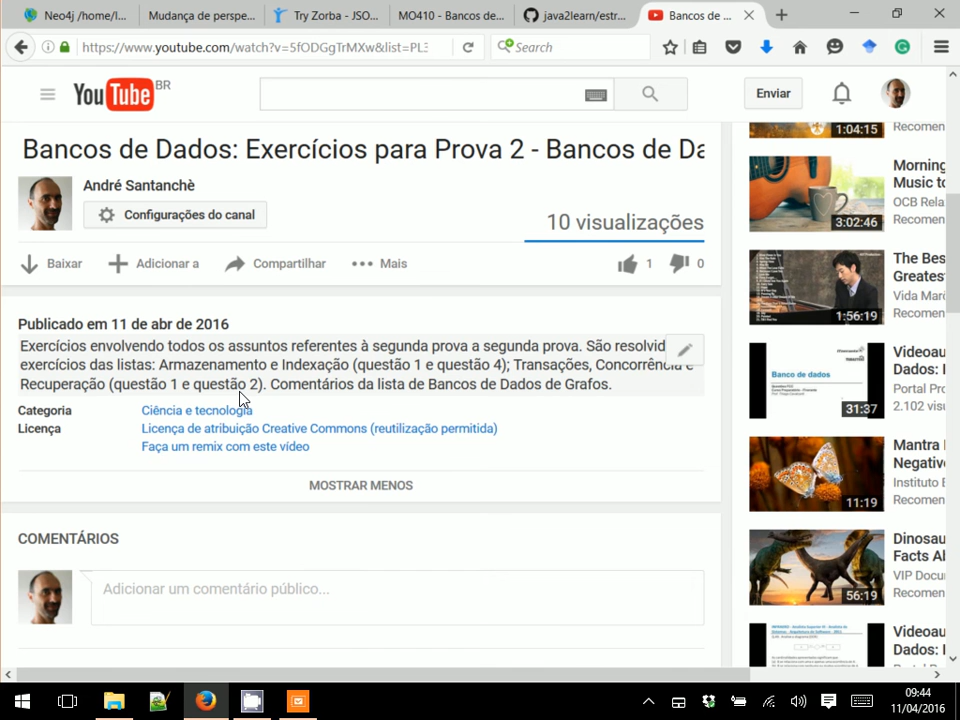 Neo4j /home/l...
Mudança de perspe...
Try Zorba - JSO...
MO410 - Bancos de...
java2learn/estr...
Bancos de ...
https://www.youtube.com/watch?v=5fODGgTrMXw&list=PL3
Search
YouTube BR
Enviar
Bancos de Dados: Exercícios para Prova 2 - Bancos de Da
André Santanchè
Configurações do canal
10 visualizações
Baixar
Adicionar a
Compartilhar
Mais
1
0
Publicado em 11 de abr de 2016
Exercícios envolvendo todos os assuntos referentes à segunda prova a segunda prova. São resolvid
exercícios das listas: Armazenamento e Indexação (questão 1 e questão 4); Transações, Concorrência e
Recuperação (questão 1 e questão 2). Comentários da lista de Bancos de Dados de Grafos.
Categoria
Ciência e tecnologia
Licença
Licença de atribuição Creative Commons (reutilização permitida)
Faça um remix com este vídeo
MOSTRAR MENOS
COMENTÁRIOS
Adicionar um comentário público...
1:04:15
Recomen
Morning
Music to
OCB Rela
Recomen
3:02:46
The Bes
Greatest
Vida Marc
Recomen
1:56:19
Videoau
Dados: I
Portal Pro
2.102 visu
Banco de dados
31:37
Mantra I
Negative
Instituto E
Recomen
11:19
Dinosau
Facts Al
VIP Docu
Recomen
56:19
Videoau
Dados: I
09:44
11/04/2016